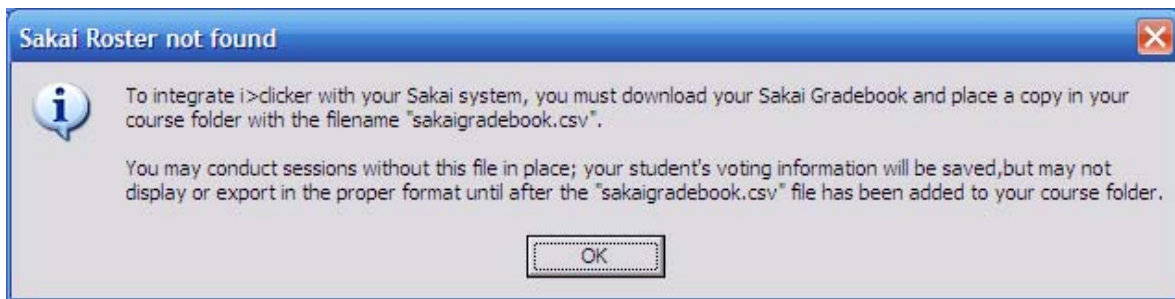 Sakai Roster not found
To integrate i>clicker with your Sakai system, you must download your Sakai Gradebook and place a copy in your
course folder with the filename "sakaigradebook.csv".
You may conduct sessions without this file in place; your student's voting information will be saved,but may not
display or export in the proper format until after the "sakaigradebook.csv" file has been added to your course folder.
OK